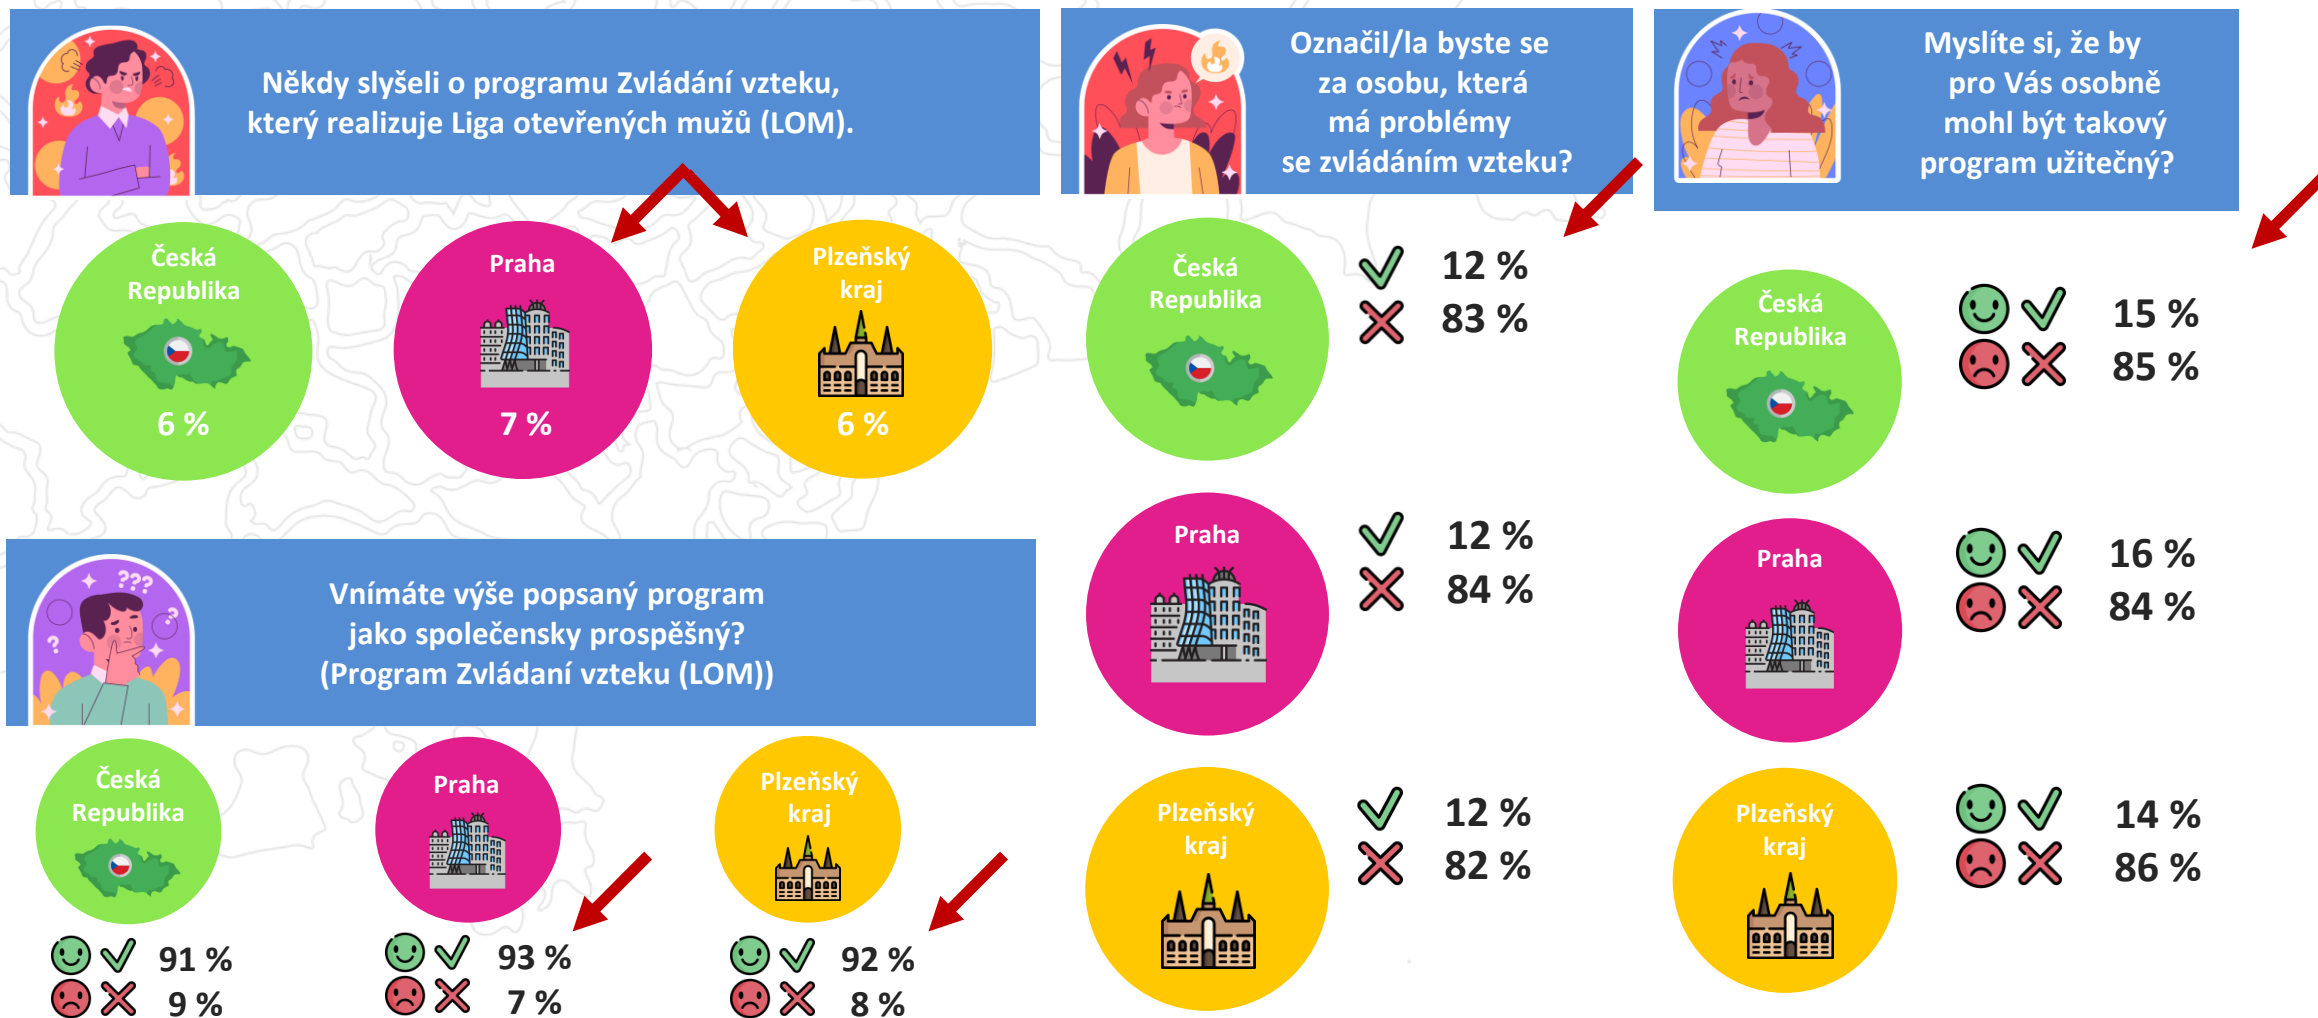 Někdy slyšeli o programu Zvládání vzteku,
který realizuje Liga otevřených mužů (LOM).
Česká
Republika
6 %
Praha
7 %
Plzeňský
kraj
6 %
Vnímáte výše popsaný program
jako společensky prospěšný?
(Program Zvládaní vzteku (LOM))
???
?
?
Česká
Republika
91 %
9 %
Praha
93 %
7 %
Plzeňský
kraj
92 %
8 %
Označil/la byste se
za osobu, která
má problémy
se zvládáním vzteku?
Česká
Republika
12 %
83 %
Praha
12 %
84 %
Plzeňský
kraj
12 %
82 %
Myslíte si, že by
pro Vás osobně
mohl být takový
program užitečný?
Česká
Republika
15 %
85 %
Praha
16 %
84 %
Plzeňský
kraj
14 %
86 %